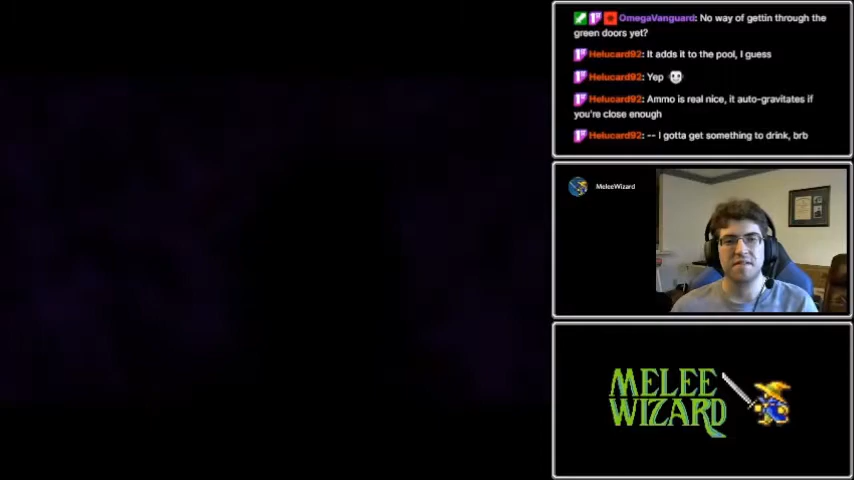 OmegaVanguard: No way of gettin through the
green doors yet?
Helucard92: It adds it to the pool, I guess
Helucard92: Yep
Helucard92: Ammo is real nice, it auto-gravitates if
you're close enough
Helucard92: -- I gotta get something to drink, brb
MeleeWizard
MELEE
WIZARD